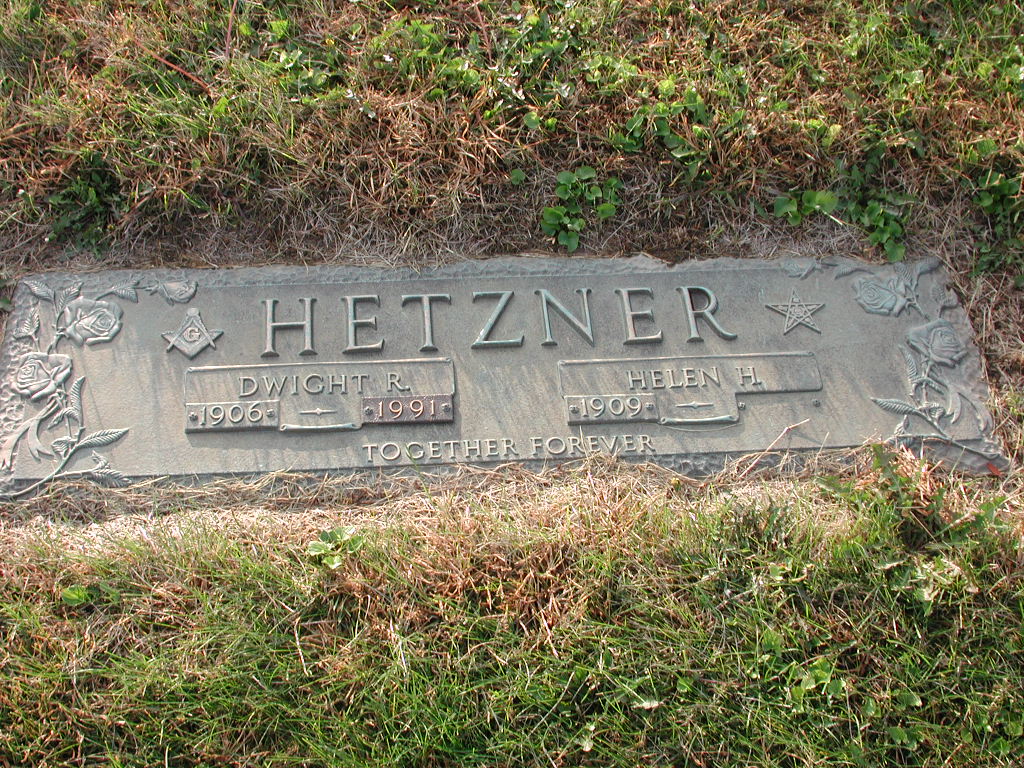 G HETZNER
DWIGHT R. HELEN H.
1906 1991 1909
TOGETHER FOREVER